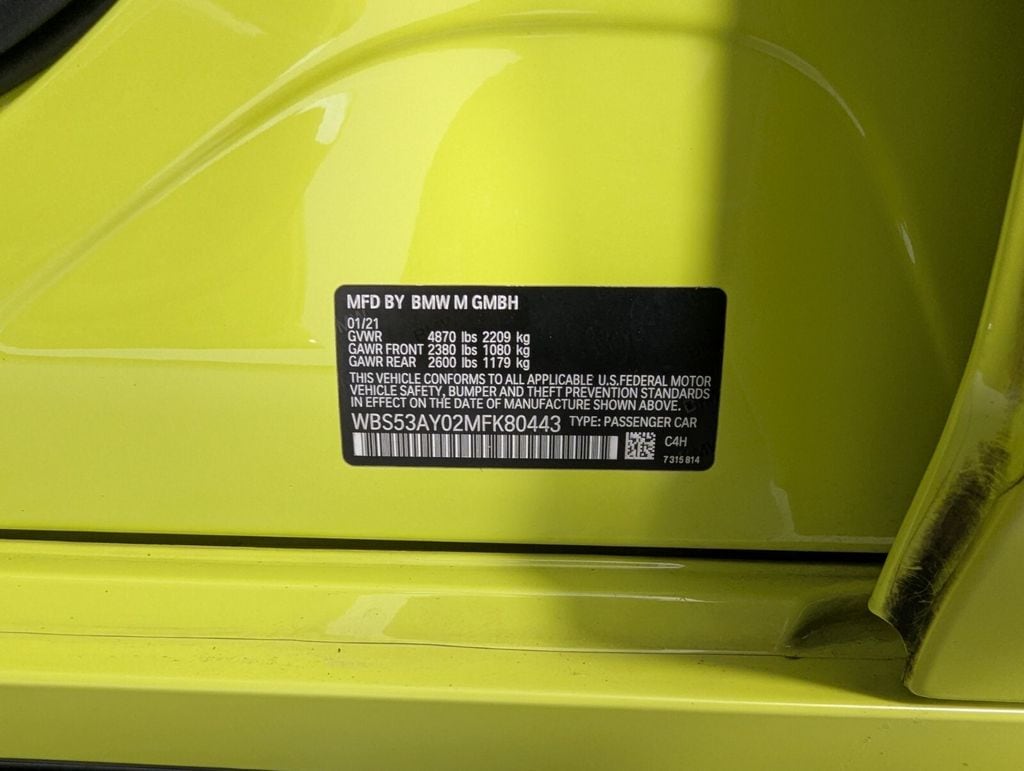 MFD BY BMW M GMBH
01/21
GVWR 4870 lbs 2209 kg
GAWR FRONT 2380 lbs 1080 kg
GAWR REAR 2600 lbs 1179 kg
THIS VEHICLE CONFORMS TO ALL APPLICABLE U.S.FEDERAL MOTOR
VEHICLE SAFETY, BUMPER AND THEFT PREVENTION STANDARDS
IN EFFECT ON THE DATE OF MANUFACTURE SHOWN ABOVE.
WBS53AY02MFK80443 TYPE: PASSENGER CAR
C4H
7 315 814